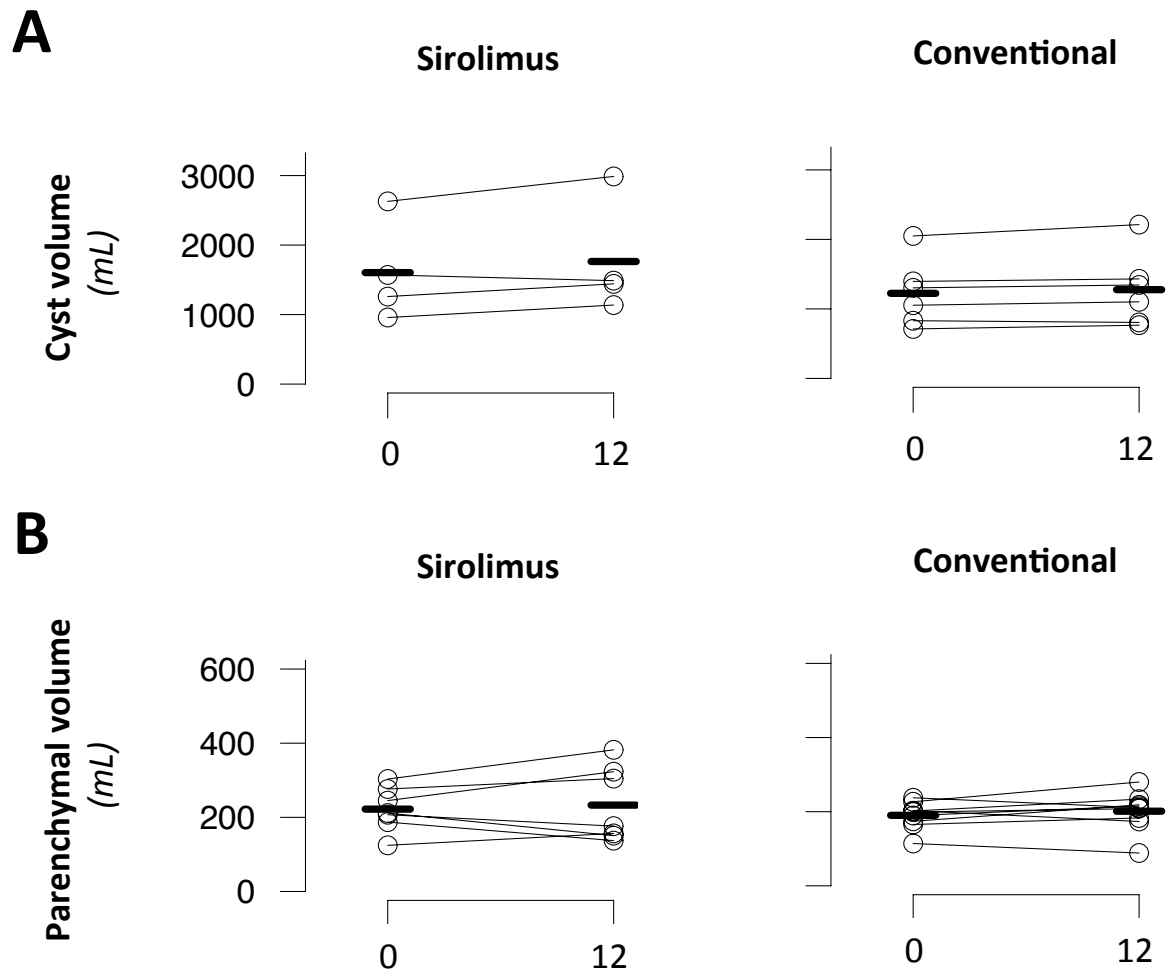 A
Sirolimus
Conventional
Cyst volume
(mL)
3000
2000
1000
0
0
12
0
12
B
Sirolimus
Conventional
Parenchymal volume
(mL)
600
400
200
0
0
12
0
12